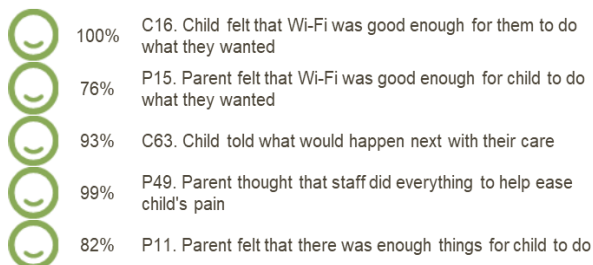 100% C16. Child felt that Wi-Fi was good enough for them to do
what they wanted
76% P15. Parent felt that Wi-Fi was good enough for child to do
what they wanted
93% C63. Child told what would happen next with their care
99% P49. Parent thought that staff did everything to help ease
child's pain
82% P11. Parent felt that there was enough things for child to do